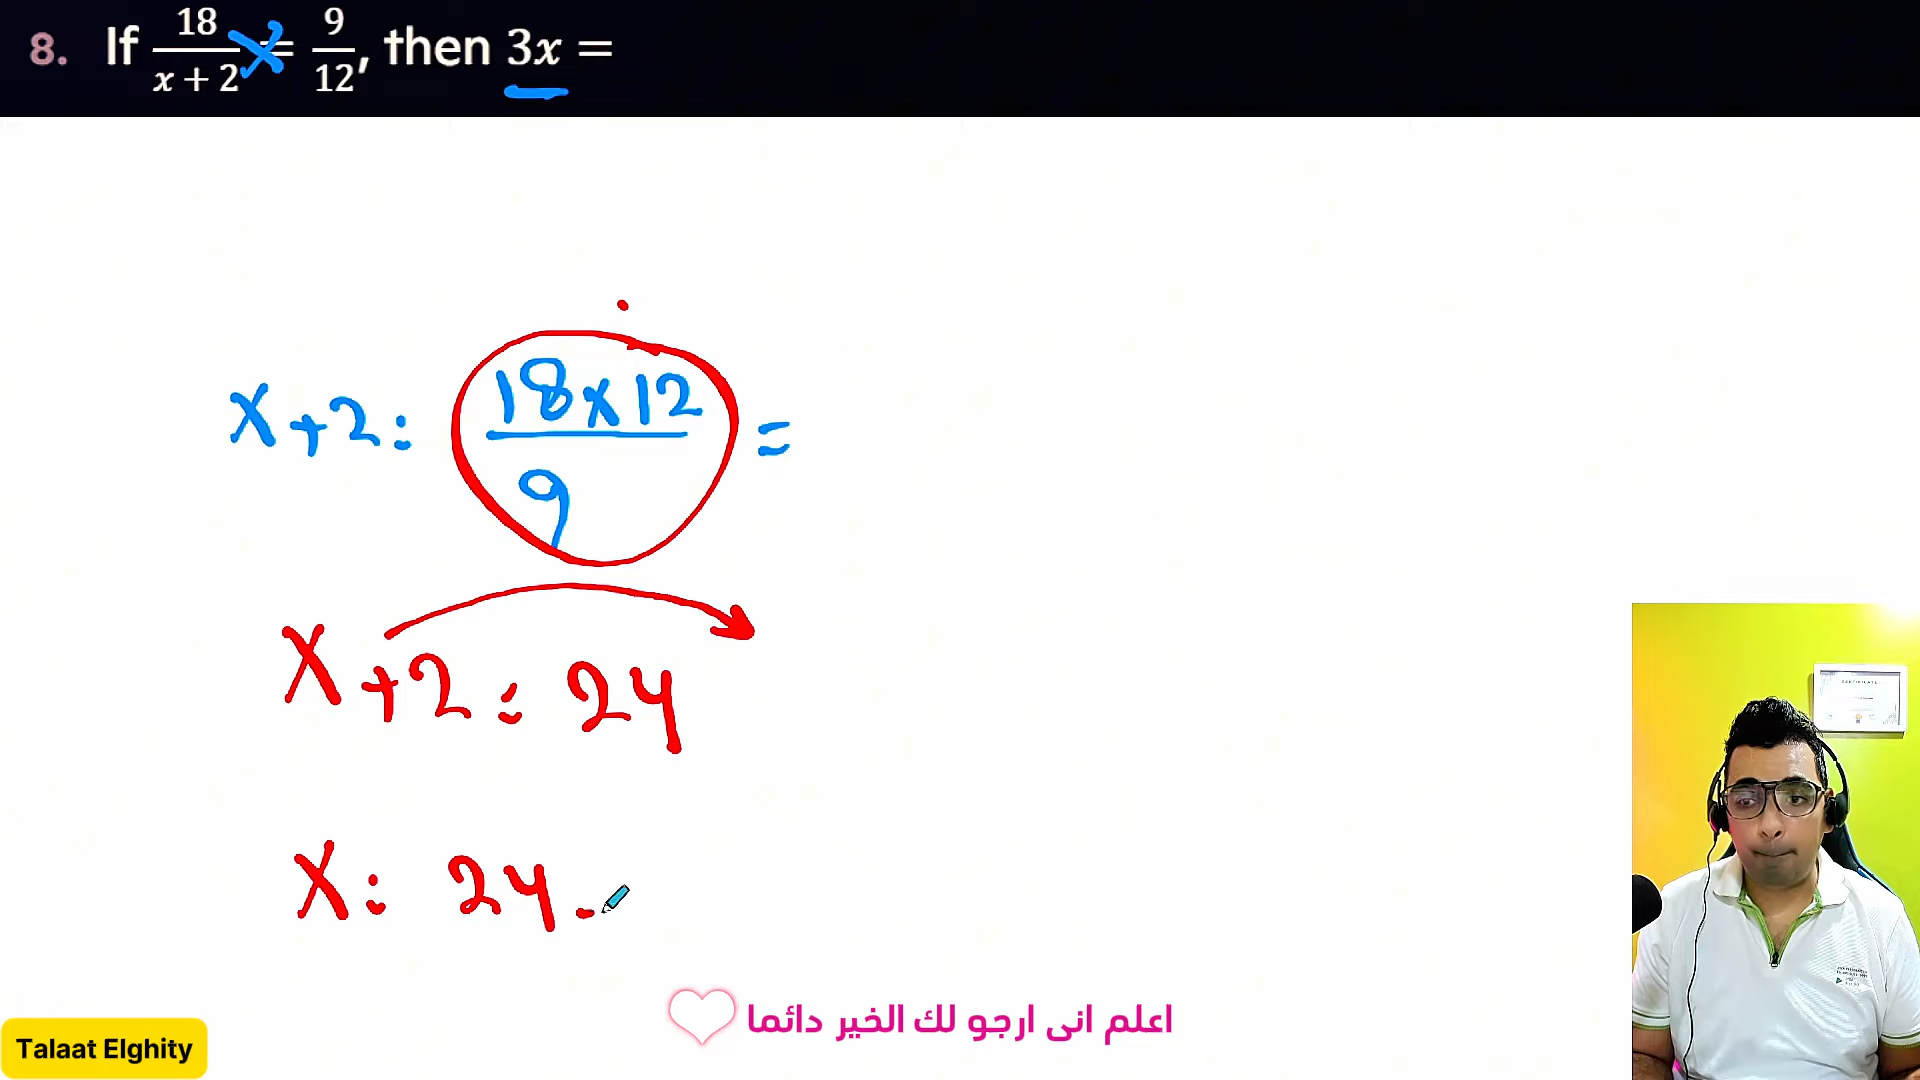 8. If 18/(x + 2) = 9/12, then 3x =
x+2 = (18x12)/9 =
x+2 = 24
x = 24 -
CERTIFICATE
اعلم انى ارجو لك الخير دائما
Talaat Elghity